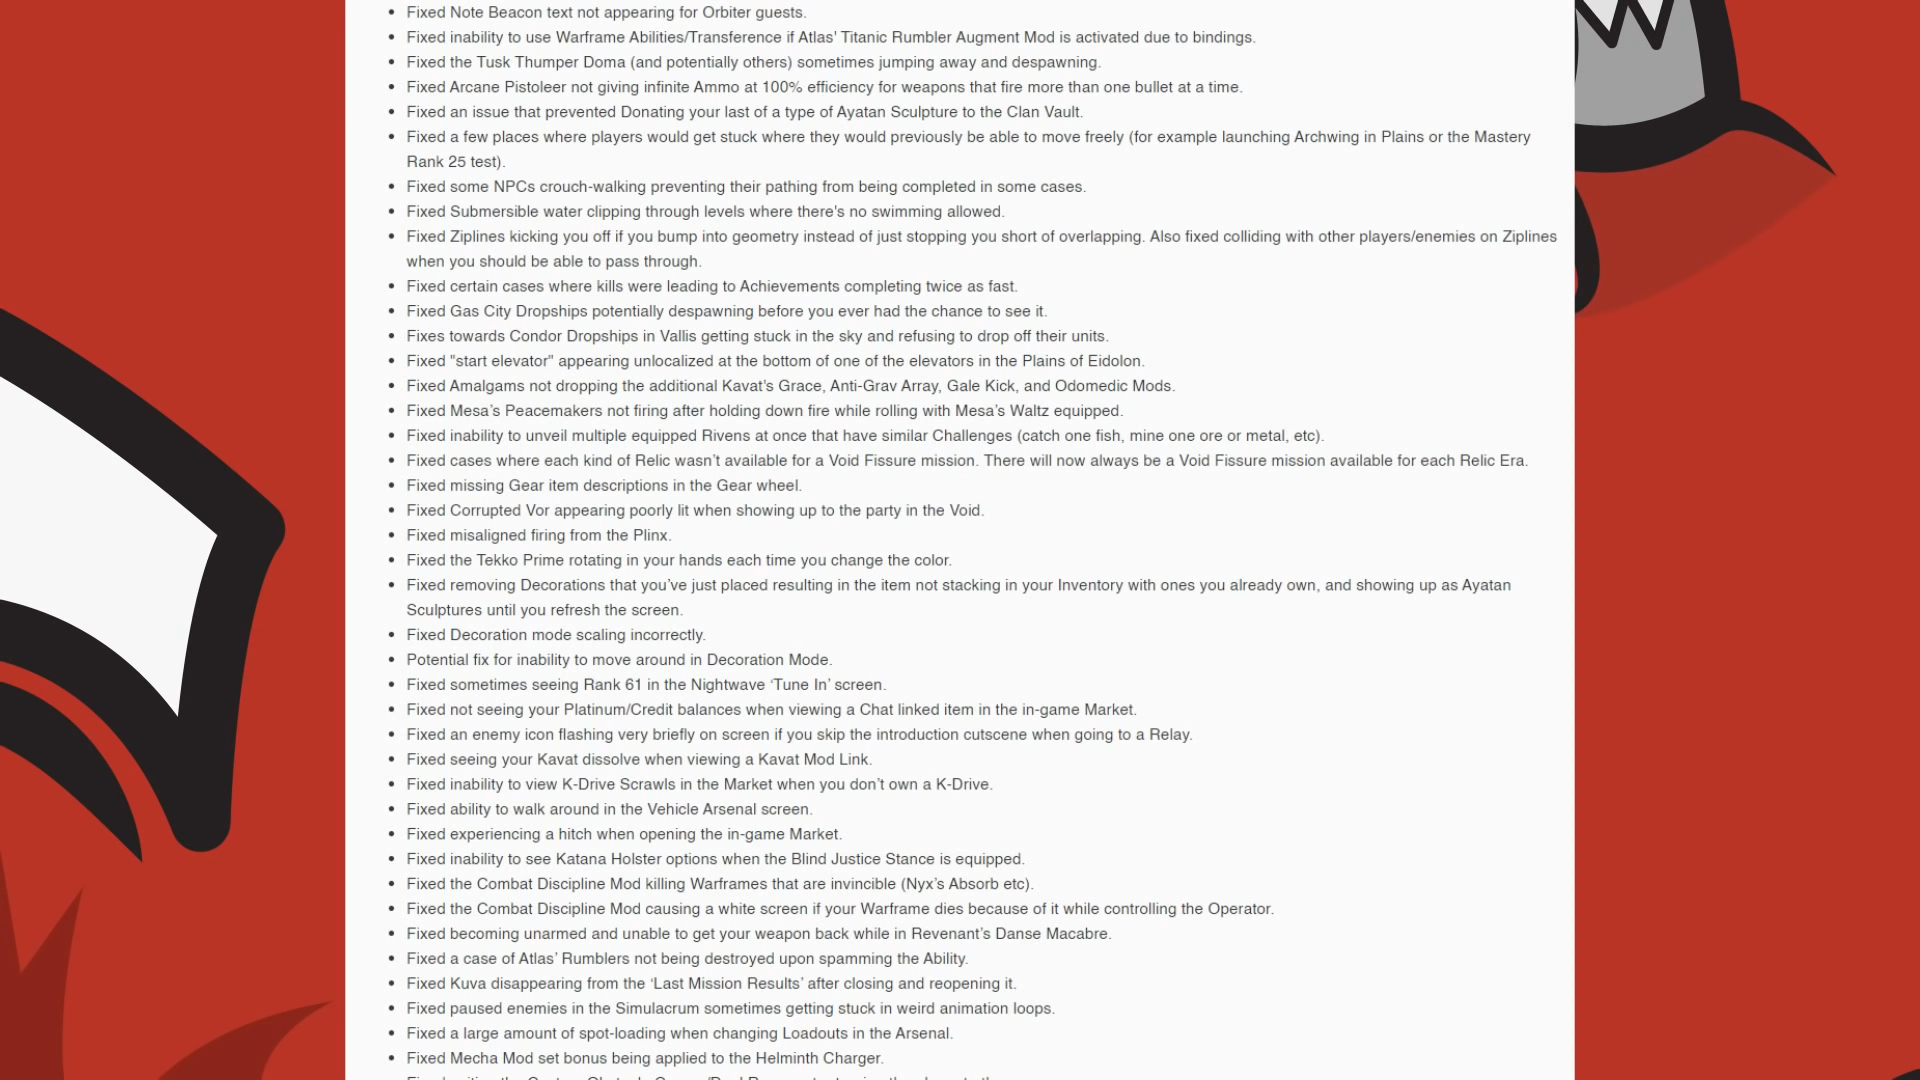 • Fixed Note Beacon text not appearing for Orbiter guests.
• Fixed inability to use Warframe Abilities/Transference if Atlas' Titanic Rumbler Augment Mod is activated due to bindings.
• Fixed the Tusk Thumper Doma (and potentially others) sometimes jumping away and despawning.
• Fixed Arcane Pistoleer not giving infinite Ammo at 100% efficiency for weapons that fire more than one bullet at a time.
• Fixed an issue that prevented Donating your last of a type of Ayatan Sculpture to the Clan Vault.
• Fixed a few places where players would get stuck where they would previously be able to move freely (for example launching Archwing in Plains or the Mastery
Rank 25 test).
• Fixed some NPCs crouch-walking preventing their pathing from being completed in some cases.
• Fixed Submersible water clipping through levels where there's no swimming allowed.
• Fixed Ziplines kicking you off if you bump into geometry instead of just stopping you short of overlapping. Also fixed colliding with other players/enemies on Ziplines
when you should be able to pass through.
• Fixed certain cases where kills were leading to Achievements completing twice as fast.
• Fixed Gas City Dropships potentially despawning before you ever had the chance to see it.
• Fixes towards Condor Dropships in Vallis getting stuck in the sky and refusing to drop off their units.
• Fixed "start elevator" appearing unlocalized at the bottom of one of the elevators in the Plains of Eidolon.
• Fixed Amalgams not dropping the additional Kavat's Grace, Anti-Grav Array, Gale Kick, and Odomedic Mods.
• Fixed Mesa’s Peacemakers not firing after holding down fire while rolling with Mesa’s Waltz equipped.
• Fixed inability to unveil multiple equipped Rivens at once that have similar Challenges (catch one fish, mine one ore or metal, etc).
• Fixed cases where each kind of Relic wasn’t available for a Void Fissure mission. There will now always be a Void Fissure mission available for each Relic Era.
• Fixed missing Gear item descriptions in the Gear wheel.
• Fixed Corrupted Vor appearing poorly lit when showing up to the party in the Void.
• Fixed misaligned firing from the Plinx.
• Fixed the Tekko Prime rotating in your hands each time you change the color.
• Fixed removing Decorations that you’ve just placed resulting in the item not stacking in your Inventory with ones you already own, and showing up as Ayatan
Sculptures until you refresh the screen.
• Fixed Decoration mode scaling incorrectly.
• Potential fix for inability to move around in Decoration Mode.
• Fixed sometimes seeing Rank 61 in the Nightwave ‘Tune In’ screen.
• Fixed not seeing your Platinum/Credit balances when viewing a Chat linked item in the in-game Market.
• Fixed an enemy icon flashing very briefly on screen if you skip the introduction cutscene when going to a Relay.
• Fixed seeing your Kavat dissolve when viewing a Kavat Mod Link.
• Fixed inability to view K-Drive Scrawls in the Market when you don’t own a K-Drive.
• Fixed ability to walk around in the Vehicle Arsenal screen.
• Fixed experiencing a hitch when opening the in-game Market.
• Fixed inability to see Katana Holster options when the Blind Justice Stance is equipped.
• Fixed the Combat Discipline Mod killing Warframes that are invincible (Nyx’s Absorb etc).
• Fixed the Combat Discipline Mod causing a white screen if your Warframe dies because of it while controlling the Operator.
• Fixed becoming unarmed and unable to get your weapon back while in Revenant’s Danse Macabre.
• Fixed a case of Atlas’ Rumblers not being destroyed upon spamming the Ability.
• Fixed Kuva disappearing from the ‘Last Mission Results’ after closing and reopening it.
• Fixed paused enemies in the Simulacrum sometimes getting stuck in weird animation loops.
• Fixed a large amount of spot-loading when changing Loadouts in the Arsenal.
• Fixed Mecha Mod set bonus being applied to the Helminth Charger.